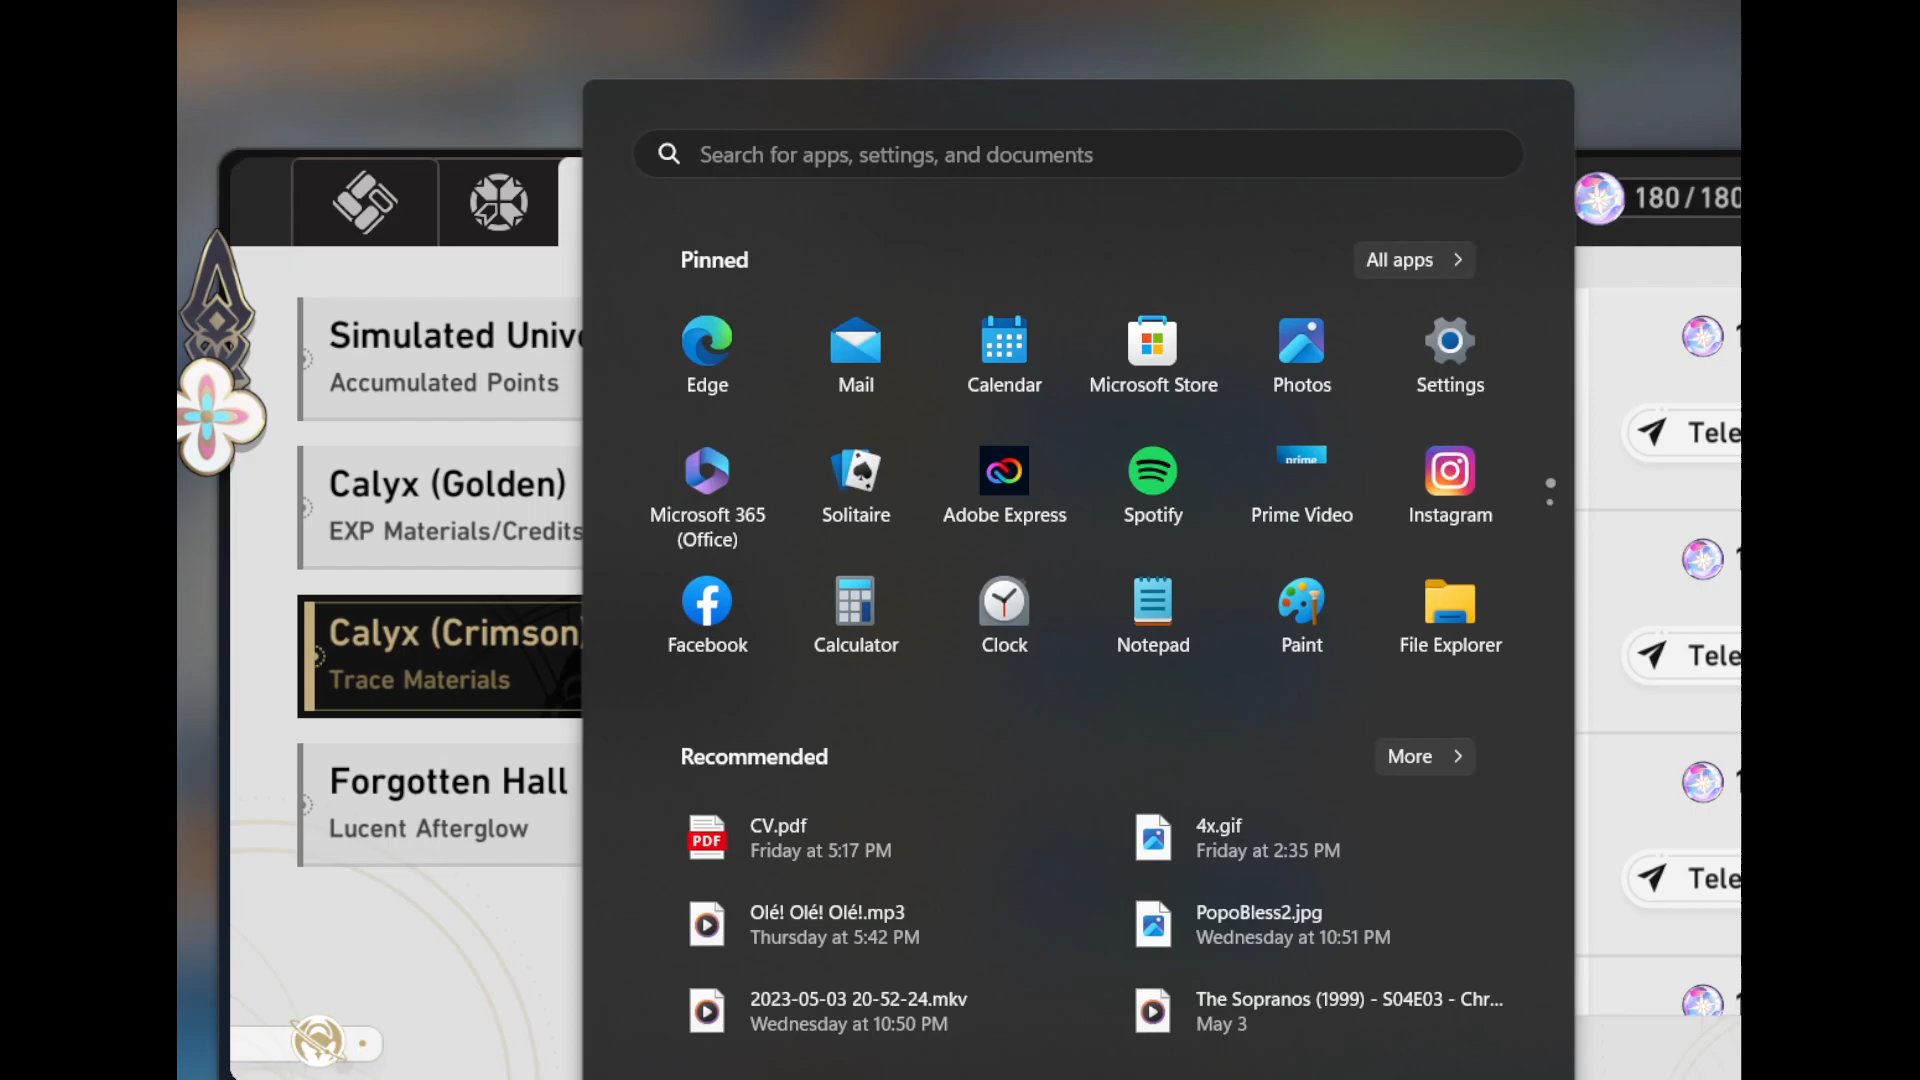 Search for apps, settings, and documents
180/180
Pinned
All apps
Simulated
Accumulated Points
Edge
Mail
Calendar
Microsoft Store
Photos
Settings
Calyx (Golden)
EXP Materials/Credits
prime
Microsoft 365
(Office)
Solitaire
Adobe Express
Spotify
Prime Video
Instagram
Calyx (Crimson)
Trace Materials
Facebook
Calculator
Clock
Notepad
Paint
File Explorer
Tele
Tele
Tele
Forgotten Hall
Lucent Afterglow
Recommended
More
PDF
CV.pdf
Friday at 5:17 PM
4x.gif
Friday at 2:35 PM
Olé! Olé! Olé!.mp3
Thursday at 5:42 PM
PopoBless2.jpg
Wednesday at 10:51 PM
2023-05-03 20-52-24.mkv
Wednesday at 10:50 PM
The Sopranos (1999) - S04E03 - Chr...
May 3